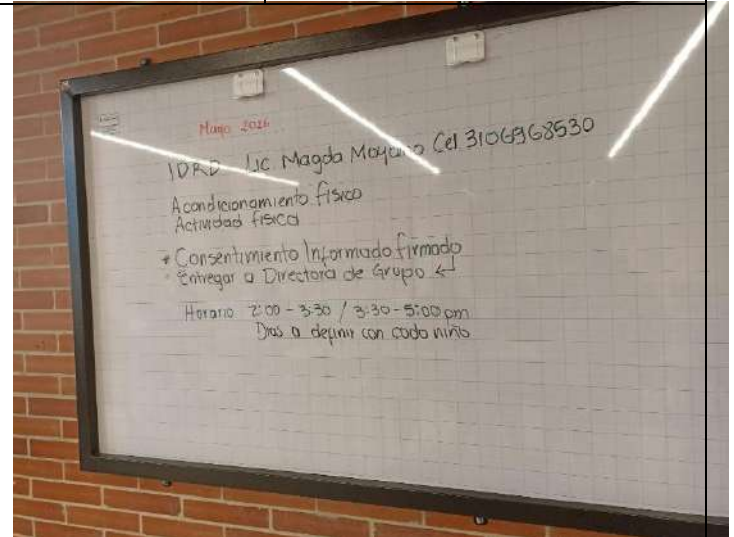 Mayo 2026
IDRD Lic. Magda Moyano Cel 3106968530
Acondicionamiento físico
Actividad física
* Consentimiento Informado firmado
Entregar a Directora de Grupo ↵
Horario 2:00 - 3:30 / 3:30 - 5:00 pm
Dias a definir con cada niño